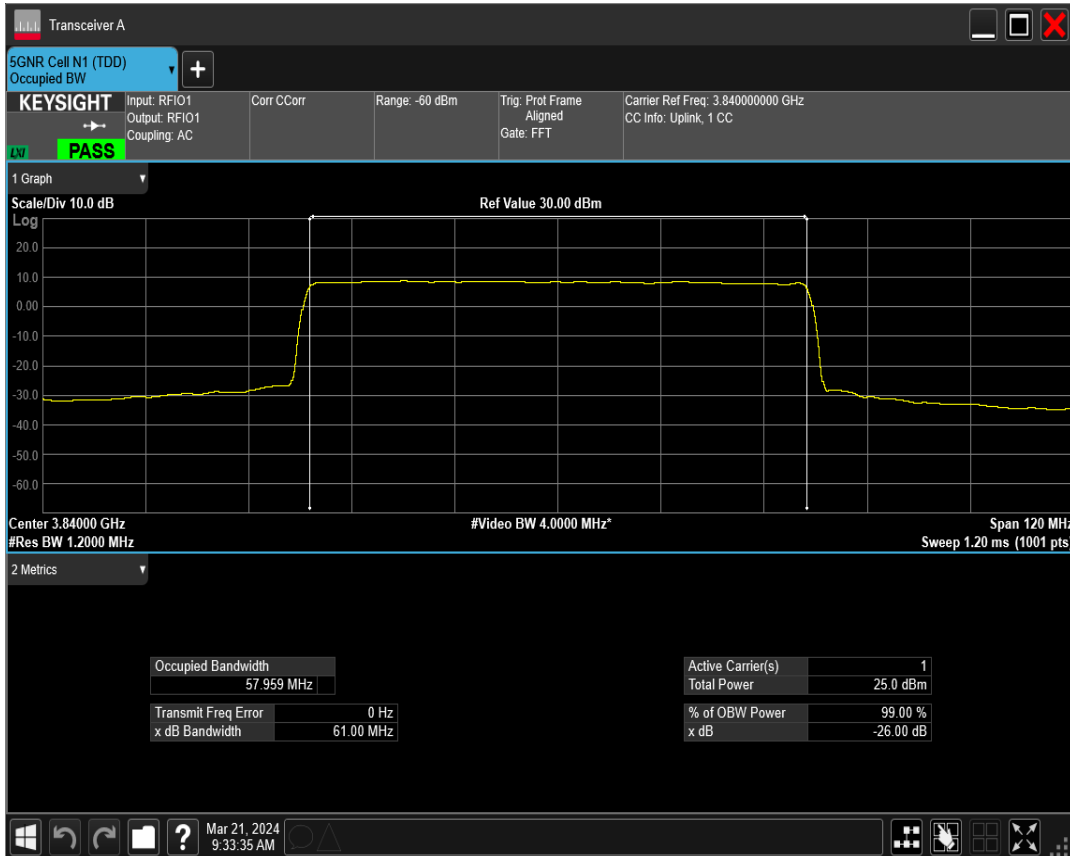 Transceiver A
5GNR Cell N1 (TDD)
Occupied BW
+
KEYSIGHT
LXI
PASS
Input: RFIO1
Output: RFIO1
Coupling: AC
Corr CCorr
Range: -60 dBm
Trig: Prot Frame
Aligned
Gate: FFT
Carrier Ref Freq: 3.840000000 GHz
CC Info: Uplink, 1 CC
1 Graph
Scale/Div 10.0 dB
Ref Value 30.00 dBm
Log
20.0
10.0
0.00
-10.0
-20.0
-30.0
-40.0
-50.0
-60.0
Center 3.84000 GHz
#Video BW 4.0000 MHz*
Span 120 MHz
#Res BW 1.2000 MHz
Sweep 1.20 ms (1001 pts)
2 Metrics
Occupied Bandwidth
57.959 MHz
Transmit Freq Error 0 Hz
x dB Bandwidth 61.00 MHz
Active Carrier(s) 1
Total Power 25.0 dBm
% of OBW Power 99.00 %
x dB -26.00 dB
?
Mar 21, 2024
9:33:35 AM